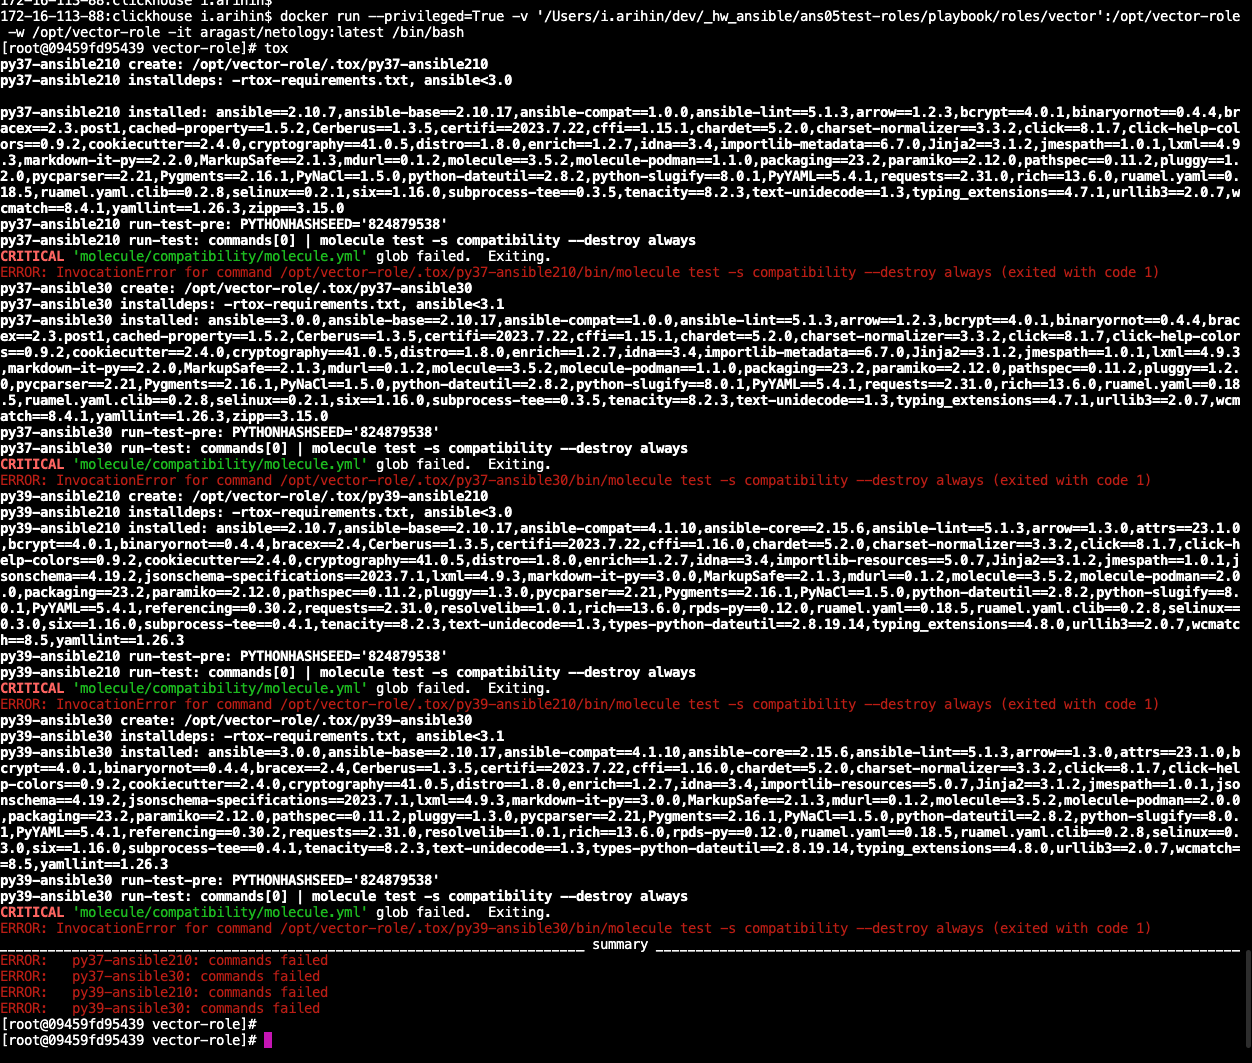 172-16-113-88:clickhouse i.arihin$
172-16-113-88:clickhouse i.arihin$ docker run --privileged=True -v '/Users/i.arihin/dev/_hw_ansible/ans05test-roles/playbook/roles/vector':/opt/vector-role
 -w /opt/vector-role -it aragast/netology:latest /bin/bash
[root@09459fd95439 vector-role]# tox
py37-ansible210 create: /opt/vector-role/.tox/py37-ansible210
py37-ansible210 installdeps: -rtox-requirements.txt, ansible<3.0
py37-ansible210 installed: ansible==2.10.7,ansible-base==2.10.17,ansible-compat==1.0.0,ansible-lint==5.1.3,arrow==1.2.3,bcrypt==4.0.1,binaryornot==0.4.4,br
acex==2.3.post1,cached-property==1.5.2,Cerberus==1.3.5,certifi==2023.7.22,cffi==1.15.1,chardet==5.2.0,charset-normalizer==3.3.2,click==8.1.7,click-help-col
ors==0.9.2,cookiecutter==2.4.0,cryptography==41.0.5,distro==1.8.0,enrich==1.2.7,idna==3.4,importlib-metadata==6.7.0,Jinja2==3.1.2,jmespath==1.0.1,lxml==4.9
.3,markdown-it-py==2.2.0,MarkupSafe==2.1.3,mdurl==0.1.2,molecule==3.5.2,molecule-podman==1.1.0,packaging==23.2,paramiko==2.12.0,pathspec==0.11.2,pluggy==1.
2.0,pycparser==2.21,Pygments==2.16.1,PyNaCl==1.5.0,python-dateutil==2.8.2,python-slugify==8.0.1,PyYAML==5.4.1,requests==2.31.0,rich==13.6.0,ruamel.yaml==0.
18.5,ruamel.yaml.clib==0.2.8,selinux==0.2.1,six==1.16.0,subprocess-tee==0.3.5,tenacity==8.2.3,text-unidecode==1.3,typing_extensions==4.7.1,urllib3==2.0.7,w
cmatch==8.4.1,yamllint==1.26.3,zipp==3.15.0
py37-ansible210 run-test-pre: PYTHONHASHSEED='824879538'
py37-ansible210 run-test: commands[0] | molecule test -s compatibility --destroy always
CRITICAL 'molecule/compatibility/molecule.yml' glob failed.  Exiting.
ERROR: InvocationError for command /opt/vector-role/.tox/py37-ansible210/bin/molecule test -s compatibility --destroy always (exited with code 1)
py37-ansible30 create: /opt/vector-role/.tox/py37-ansible30
py37-ansible30 installdeps: -rtox-requirements.txt, ansible<3.1
py37-ansible30 installed: ansible==3.0.0,ansible-base==2.10.17,ansible-compat==1.0.0,ansible-lint==5.1.3,arrow==1.2.3,bcrypt==4.0.1,binaryornot==0.4.4,brac
ex==2.3.post1,cached-property==1.5.2,Cerberus==1.3.5,certifi==2023.7.22,cffi==1.15.1,chardet==5.2.0,charset-normalizer==3.3.2,click==8.1.7,click-help-color
s==0.9.2,cookiecutter==2.4.0,cryptography==41.0.5,distro==1.8.0,enrich==1.2.7,idna==3.4,importlib-metadata==6.7.0,Jinja2==3.1.2,jmespath==1.0.1,lxml==4.9.3
,markdown-it-py==2.2.0,MarkupSafe==2.1.3,mdurl==0.1.2,molecule==3.5.2,molecule-podman==1.1.0,packaging==23.2,paramiko==2.12.0,pathspec==0.11.2,pluggy==1.2.
0,pycparser==2.21,Pygments==2.16.1,PyNaCl==1.5.0,python-dateutil==2.8.2,python-slugify==8.0.1,PyYAML==5.4.1,requests==2.31.0,rich==13.6.0,ruamel.yaml==0.18
.5,ruamel.yaml.clib==0.2.8,selinux==0.2.1,six==1.16.0,subprocess-tee==0.3.5,tenacity==8.2.3,text-unidecode==1.3,typing_extensions==4.7.1,urllib3==2.0.7,wcm
atch==8.4.1,yamllint==1.26.3,zipp==3.15.0
py37-ansible30 run-test-pre: PYTHONHASHSEED='824879538'
py37-ansible30 run-test: commands[0] | molecule test -s compatibility --destroy always
CRITICAL 'molecule/compatibility/molecule.yml' glob failed.  Exiting.
ERROR: InvocationError for command /opt/vector-role/.tox/py37-ansible30/bin/molecule test -s compatibility --destroy always (exited with code 1)
py39-ansible210 create: /opt/vector-role/.tox/py39-ansible210
py39-ansible210 installdeps: -rtox-requirements.txt, ansible<3.0
py39-ansible210 installed: ansible==2.10.7,ansible-base==2.10.17,ansible-compat==4.1.10,ansible-core==2.15.6,ansible-lint==5.1.3,arrow==1.3.0,attrs==23.1.0
,bcrypt==4.0.1,binaryornot==0.4.4,bracex==2.4,Cerberus==1.3.5,certifi==2023.7.22,cffi==1.16.0,chardet==5.2.0,charset-normalizer==3.3.2,click==8.1.7,click-h
elp-colors==0.9.2,cookiecutter==2.4.0,cryptography==41.0.5,distro==1.8.0,enrich==1.2.7,idna==3.4,importlib-resources==5.0.7,Jinja2==3.1.2,jmespath==1.0.1,j
sonschema==4.19.2,jsonschema-specifications==2023.7.1,lxml==4.9.3,markdown-it-py==3.0.0,MarkupSafe==2.1.3,mdurl==0.1.2,molecule==3.5.2,molecule-podman==2.0
.0,packaging==23.2,paramiko==2.12.0,pathspec==0.11.2,pluggy==1.3.0,pycparser==2.21,Pygments==2.16.1,PyNaCl==1.5.0,python-dateutil==2.8.2,python-slugify==8.
0.1,PyYAML==5.4.1,referencing==0.30.2,requests==2.31.0,resolvelib==1.0.1,rich==13.6.0,rpds-py==0.12.0,ruamel.yaml==0.18.5,ruamel.yaml.clib==0.2.8,selinux==
0.3.0,six==1.16.0,subprocess-tee==0.4.1,tenacity==8.2.3,text-unidecode==1.3,types-python-dateutil==2.8.19.14,typing_extensions==4.8.0,urllib3==2.0.7,wcmatc
h==8.5,yamllint==1.26.3
py39-ansible210 run-test-pre: PYTHONHASHSEED='824879538'
py39-ansible210 run-test: commands[0] | molecule test -s compatibility --destroy always
CRITICAL 'molecule/compatibility/molecule.yml' glob failed.  Exiting.
ERROR: InvocationError for command /opt/vector-role/.tox/py39-ansible210/bin/molecule test -s compatibility --destroy always (exited with code 1)
py39-ansible30 create: /opt/vector-role/.tox/py39-ansible30
py39-ansible30 installdeps: -rtox-requirements.txt, ansible<3.1
py39-ansible30 installed: ansible==3.0.0,ansible-base==2.10.17,ansible-compat==4.1.10,ansible-core==2.15.6,ansible-lint==5.1.3,arrow==1.3.0,attrs==23.1.0,b
crypt==4.0.1,binaryornot==0.4.4,bracex==2.4,Cerberus==1.3.5,certifi==2023.7.22,cffi==1.16.0,chardet==5.2.0,charset-normalizer==3.3.2,click==8.1.7,click-hel
p-colors==0.9.2,cookiecutter==2.4.0,cryptography==41.0.5,distro==1.8.0,enrich==1.2.7,idna==3.4,importlib-resources==5.0.7,Jinja2==3.1.2,jmespath==1.0.1,jso
nschema==4.19.2,jsonschema-specifications==2023.7.1,lxml==4.9.3,markdown-it-py==3.0.0,MarkupSafe==2.1.3,mdurl==0.1.2,molecule==3.5.2,molecule-podman==2.0.0
,packaging==23.2,paramiko==2.12.0,pathspec==0.11.2,pluggy==1.3.0,pycparser==2.21,Pygments==2.16.1,PyNaCl==1.5.0,python-dateutil==2.8.2,python-slugify==8.0.
1,PyYAML==5.4.1,referencing==0.30.2,requests==2.31.0,resolvelib==1.0.1,rich==13.6.0,rpds-py==0.12.0,ruamel.yaml==0.18.5,ruamel.yaml.clib==0.2.8,selinux==0.
3.0,six==1.16.0,subprocess-tee==0.4.1,tenacity==8.2.3,text-unidecode==1.3,types-python-dateutil==2.8.19.14,typing_extensions==4.8.0,urllib3==2.0.7,wcmatch=
=8.5,yamllint==1.26.3
py39-ansible30 run-test-pre: PYTHONHASHSEED='824879538'
py39-ansible30 run-test: commands[0] | molecule test -s compatibility --destroy always
CRITICAL 'molecule/compatibility/molecule.yml' glob failed.  Exiting.
ERROR: InvocationError for command /opt/vector-role/.tox/py39-ansible30/bin/molecule test -s compatibility --destroy always (exited with code 1)
summary
ERROR:   py37-ansible210: commands failed
ERROR:   py37-ansible30: commands failed
ERROR:   py39-ansible210: commands failed
ERROR:   py39-ansible30: commands failed
[root@09459fd95439 vector-role]#
[root@09459fd95439 vector-role]#